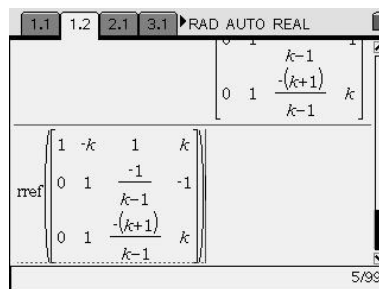 1.1 1.2 2.1 3.1 RAD AUTO REAL
k-1
0 1 -(k+1)/k-1 k
rref
1 -k 1 k
0 1 -1/k-1 -1
0 1 -(k+1)/k-1 k
5/99